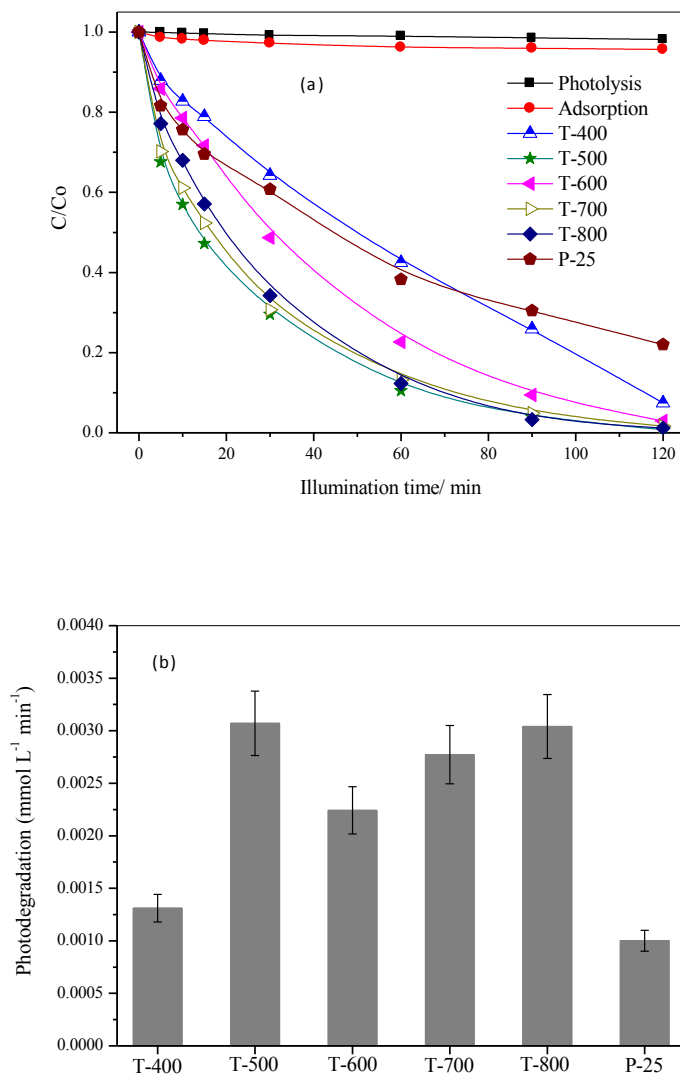 (a)
1.0
0.8
0.6
0.4
0.2
0.0
C/Co
Photolysis
Adsorption
T-400
T-500
T-600
T-700
T-800
P-25
0 20 40 60 80 100 120
Illumination time/ min
(b)
0.0040
0.0035
0.0030
0.0025
0.0020
0.0015
0.0010
0.0005
0.0000
Photodegradation (mmol L⁻¹ min⁻¹)
T-400 T-500 T-600 T-700 T-800 P-25